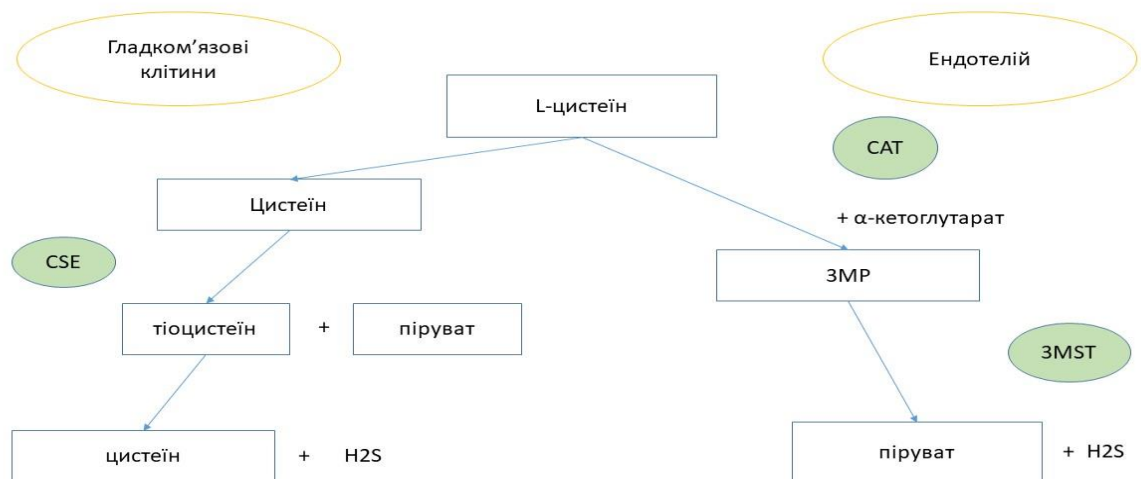 Гладком’язові
клітини
Ендотелій
L-цистеїн
CAT
Цистеїн
+ α-кетоглутарат
CSE
3MP
тіоцистеїн + піруват
3MST
цистеїн + H2S
піруват + H2S